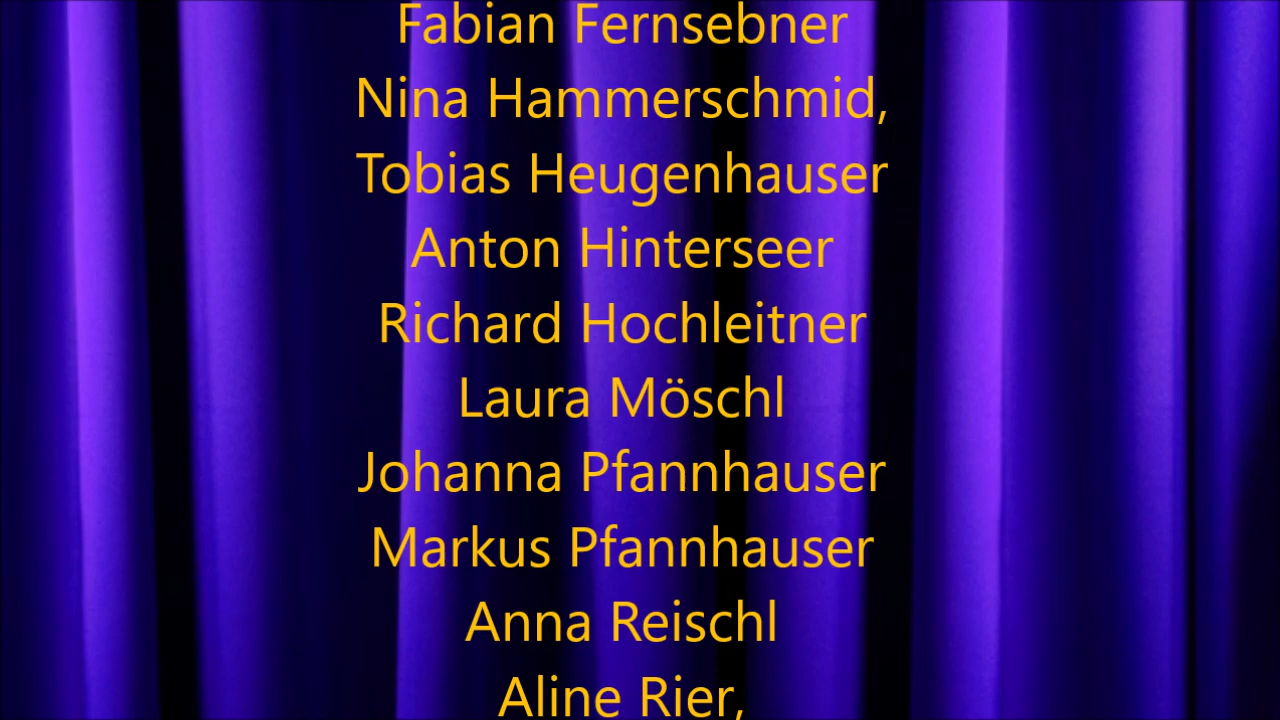 Fabian Fernsebner
Nina Hammerschmid,
Tobias Heugenhauser
Anton Hinterseer
Richard Hochleitner
Laura Möschl
Johanna Pfannhauser
Markus Pfannhauser
Anna Reischl
Aline Rier,